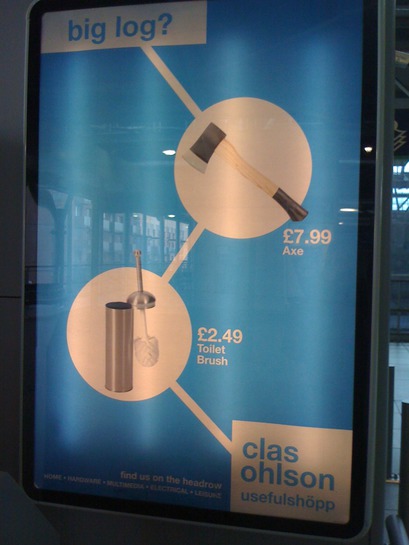 big log?
£7.99
Axe
£2.49
Toilet
Brush
clas
ohlson
usefulshöpp
find us on the headrow
HOME • HARDWARE • MULTIMEDIA • ELECTRICAL • LEISURE